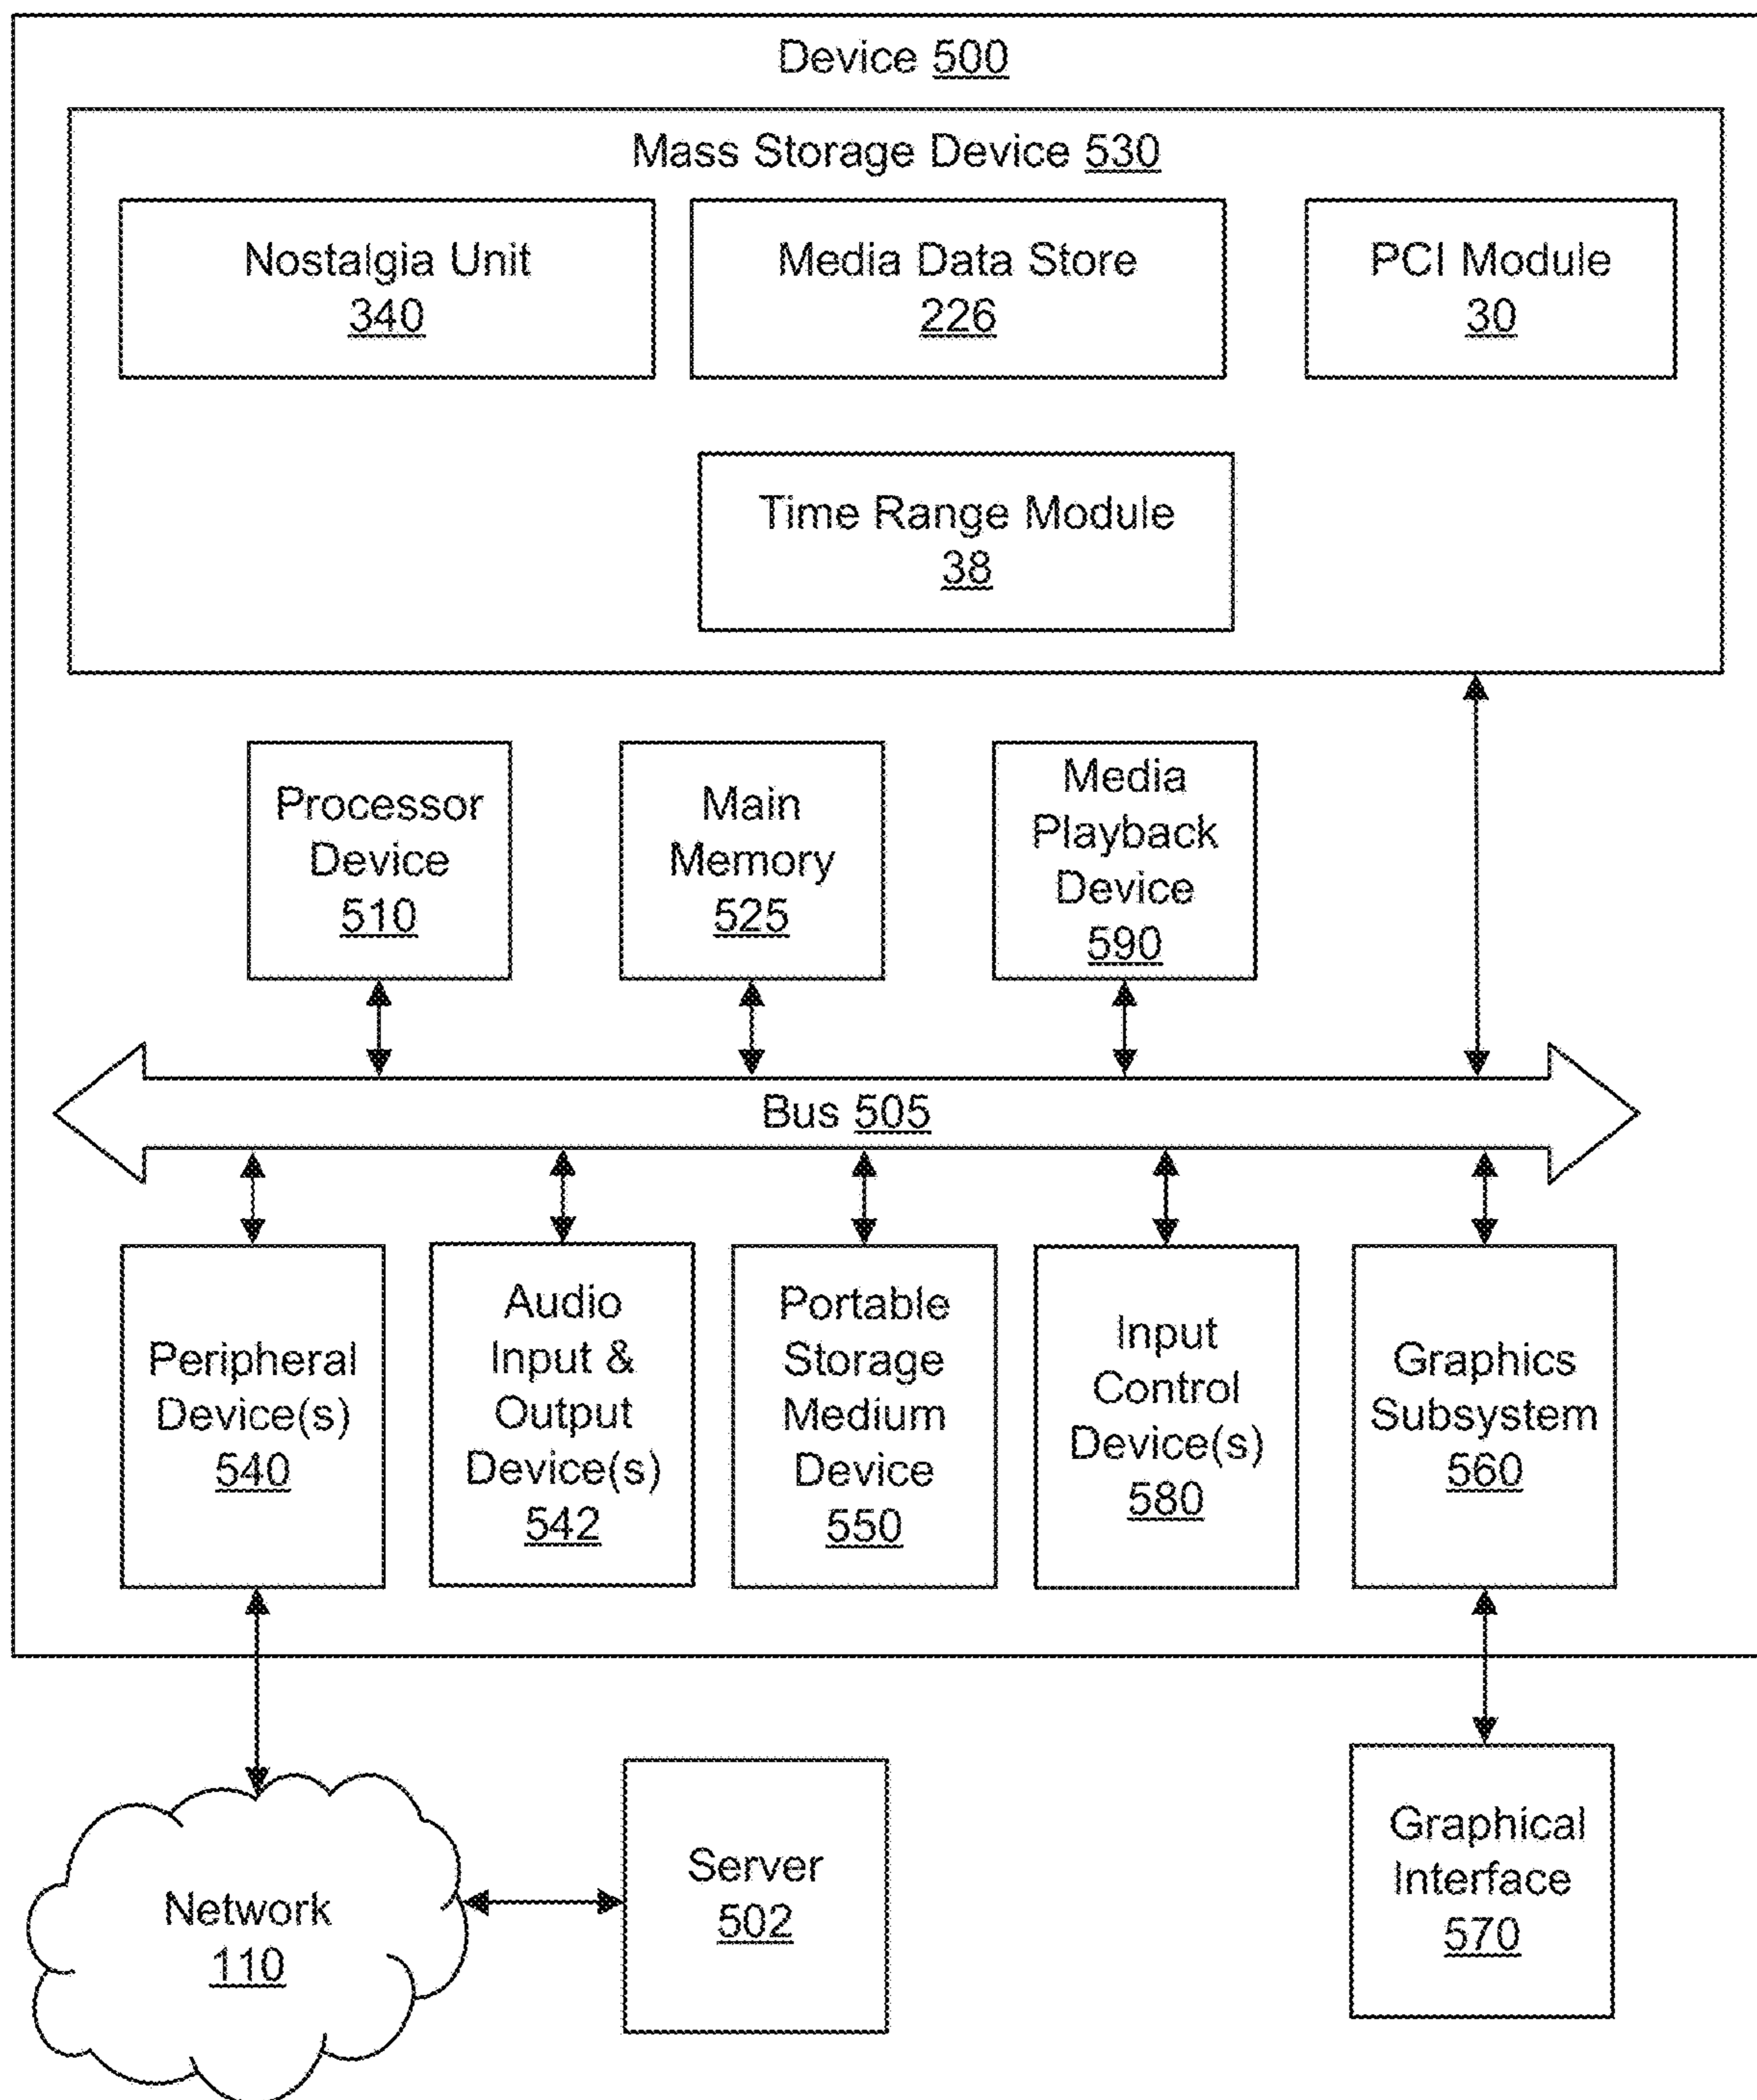 Device 500
Mass Storage Device 530
Nostalgia Unit
340
Media Data Store
226
PCI Module
30
Time Range Module
38
Processor
Device
510
Main
Memory
525
Media
Playback
Device
590
Bus 505
Peripheral
Device(s)
540
Audio
Input &
Output
Device(s)
542
Portable
Storage
Medium
Device
550
Input
Control
Device(s)
580
Graphics
Subsystem
560
Network
110
Server
502
Graphical
Interface
570